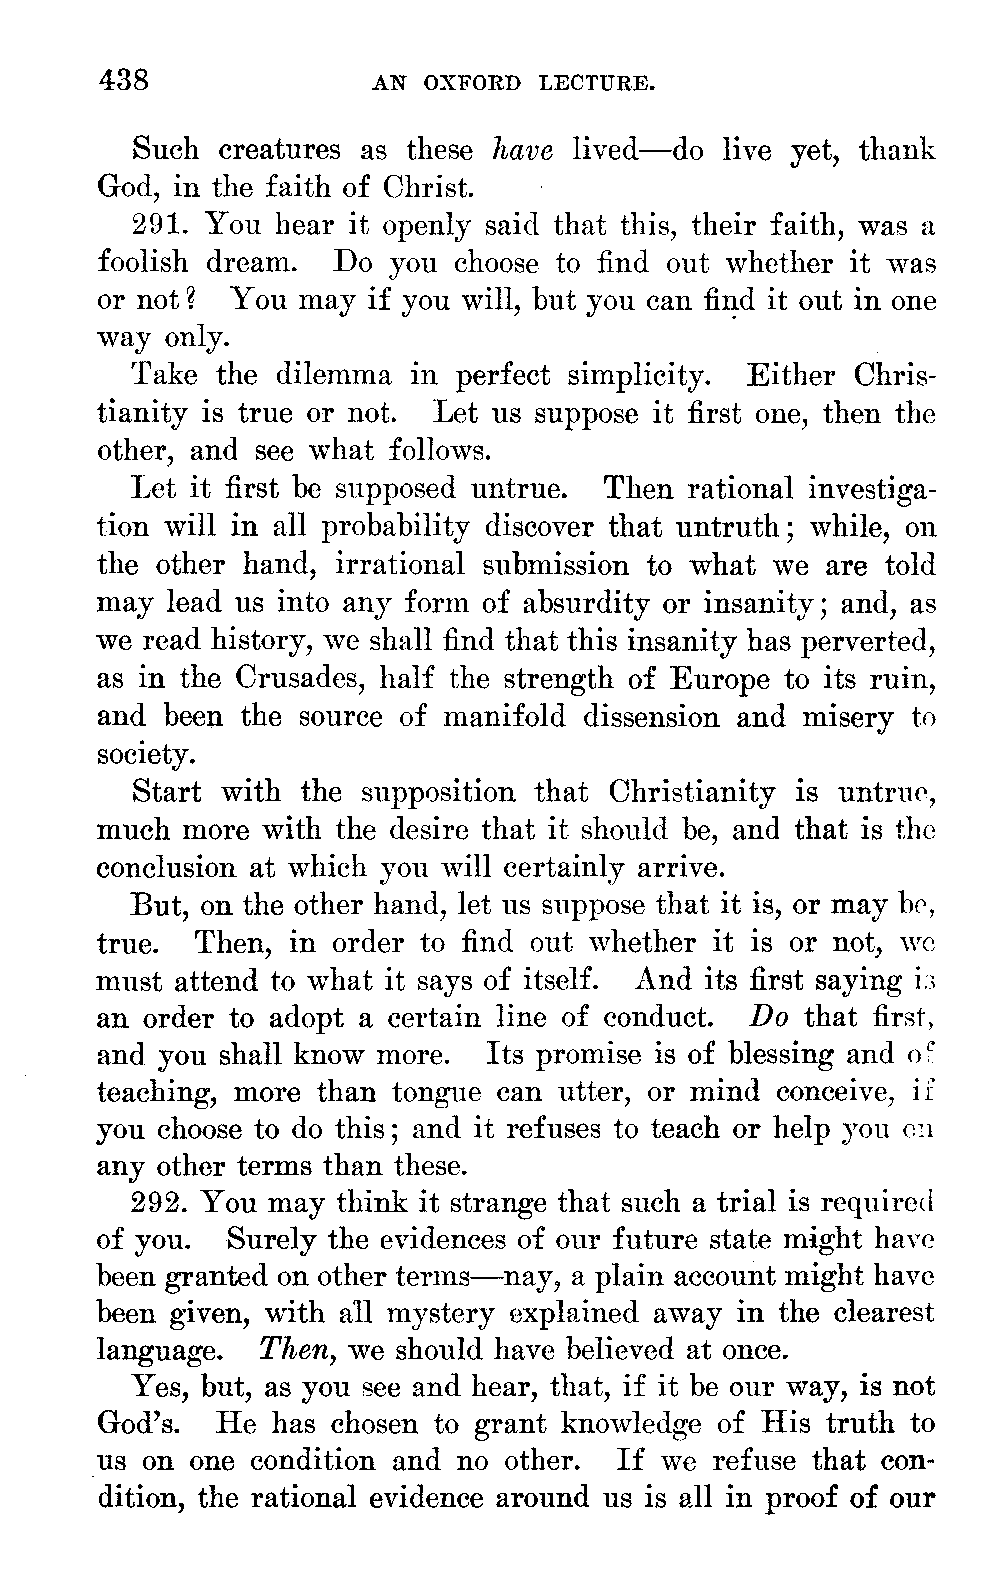 438 AN OXFORD LECTURE.
Such creatures as these have lived—do live yet, thank
God, in the faith of Christ.
291. You hear it openly said that this, their faith, was a
foolish dream. Do you choose to find out whether it was
or not? You may if you will, but you can find it out in one
way only.
Take the dilemma in perfect simplicity. Either Chris-
tianity is true or not. Let us suppose it first one, then the
other, and see what follows.
Let it first be supposed untrue. Then rational investiga-
tion will in all probability discover that untruth; while, on
the other hand, irrational submission to what we are told
may lead us into any form of absurdity or insanity; and, as
we read history, we shall find that this insanity has perverted,
as in the Crusades, half the strength of Europe to its ruin,
and been the source of manifold dissension and misery to
society.
Start with the supposition that Christianity is untrue,
much more with the desire that it should be, and that is the
conclusion at which you will certainly arrive.
But, on the other hand, let us suppose that it is, or may be,
true. Then, in order to find out whether it is or not, we
must attend to what it says of itself. And its first saying is
an order to adopt a certain line of conduct. Do that first,
and you shall know more. Its promise is of blessing and of
teaching, more than tongue can utter, or mind conceive, if
you choose to do this; and it refuses to teach or help you on
any other terms than these.
292. You may think it strange that such a trial is required
of you. Surely the evidences of our future state might have
been granted on other terms—nay, a plain account might have
been given, with all mystery explained away in the clearest
language. Then, we should have believed at once.
Yes, but, as you see and hear, that, if it be our way, is not
God's. He has chosen to grant knowledge of His truth to
us on one condition and no other. If we refuse that con-
dition, the rational evidence around us is all in proof of our